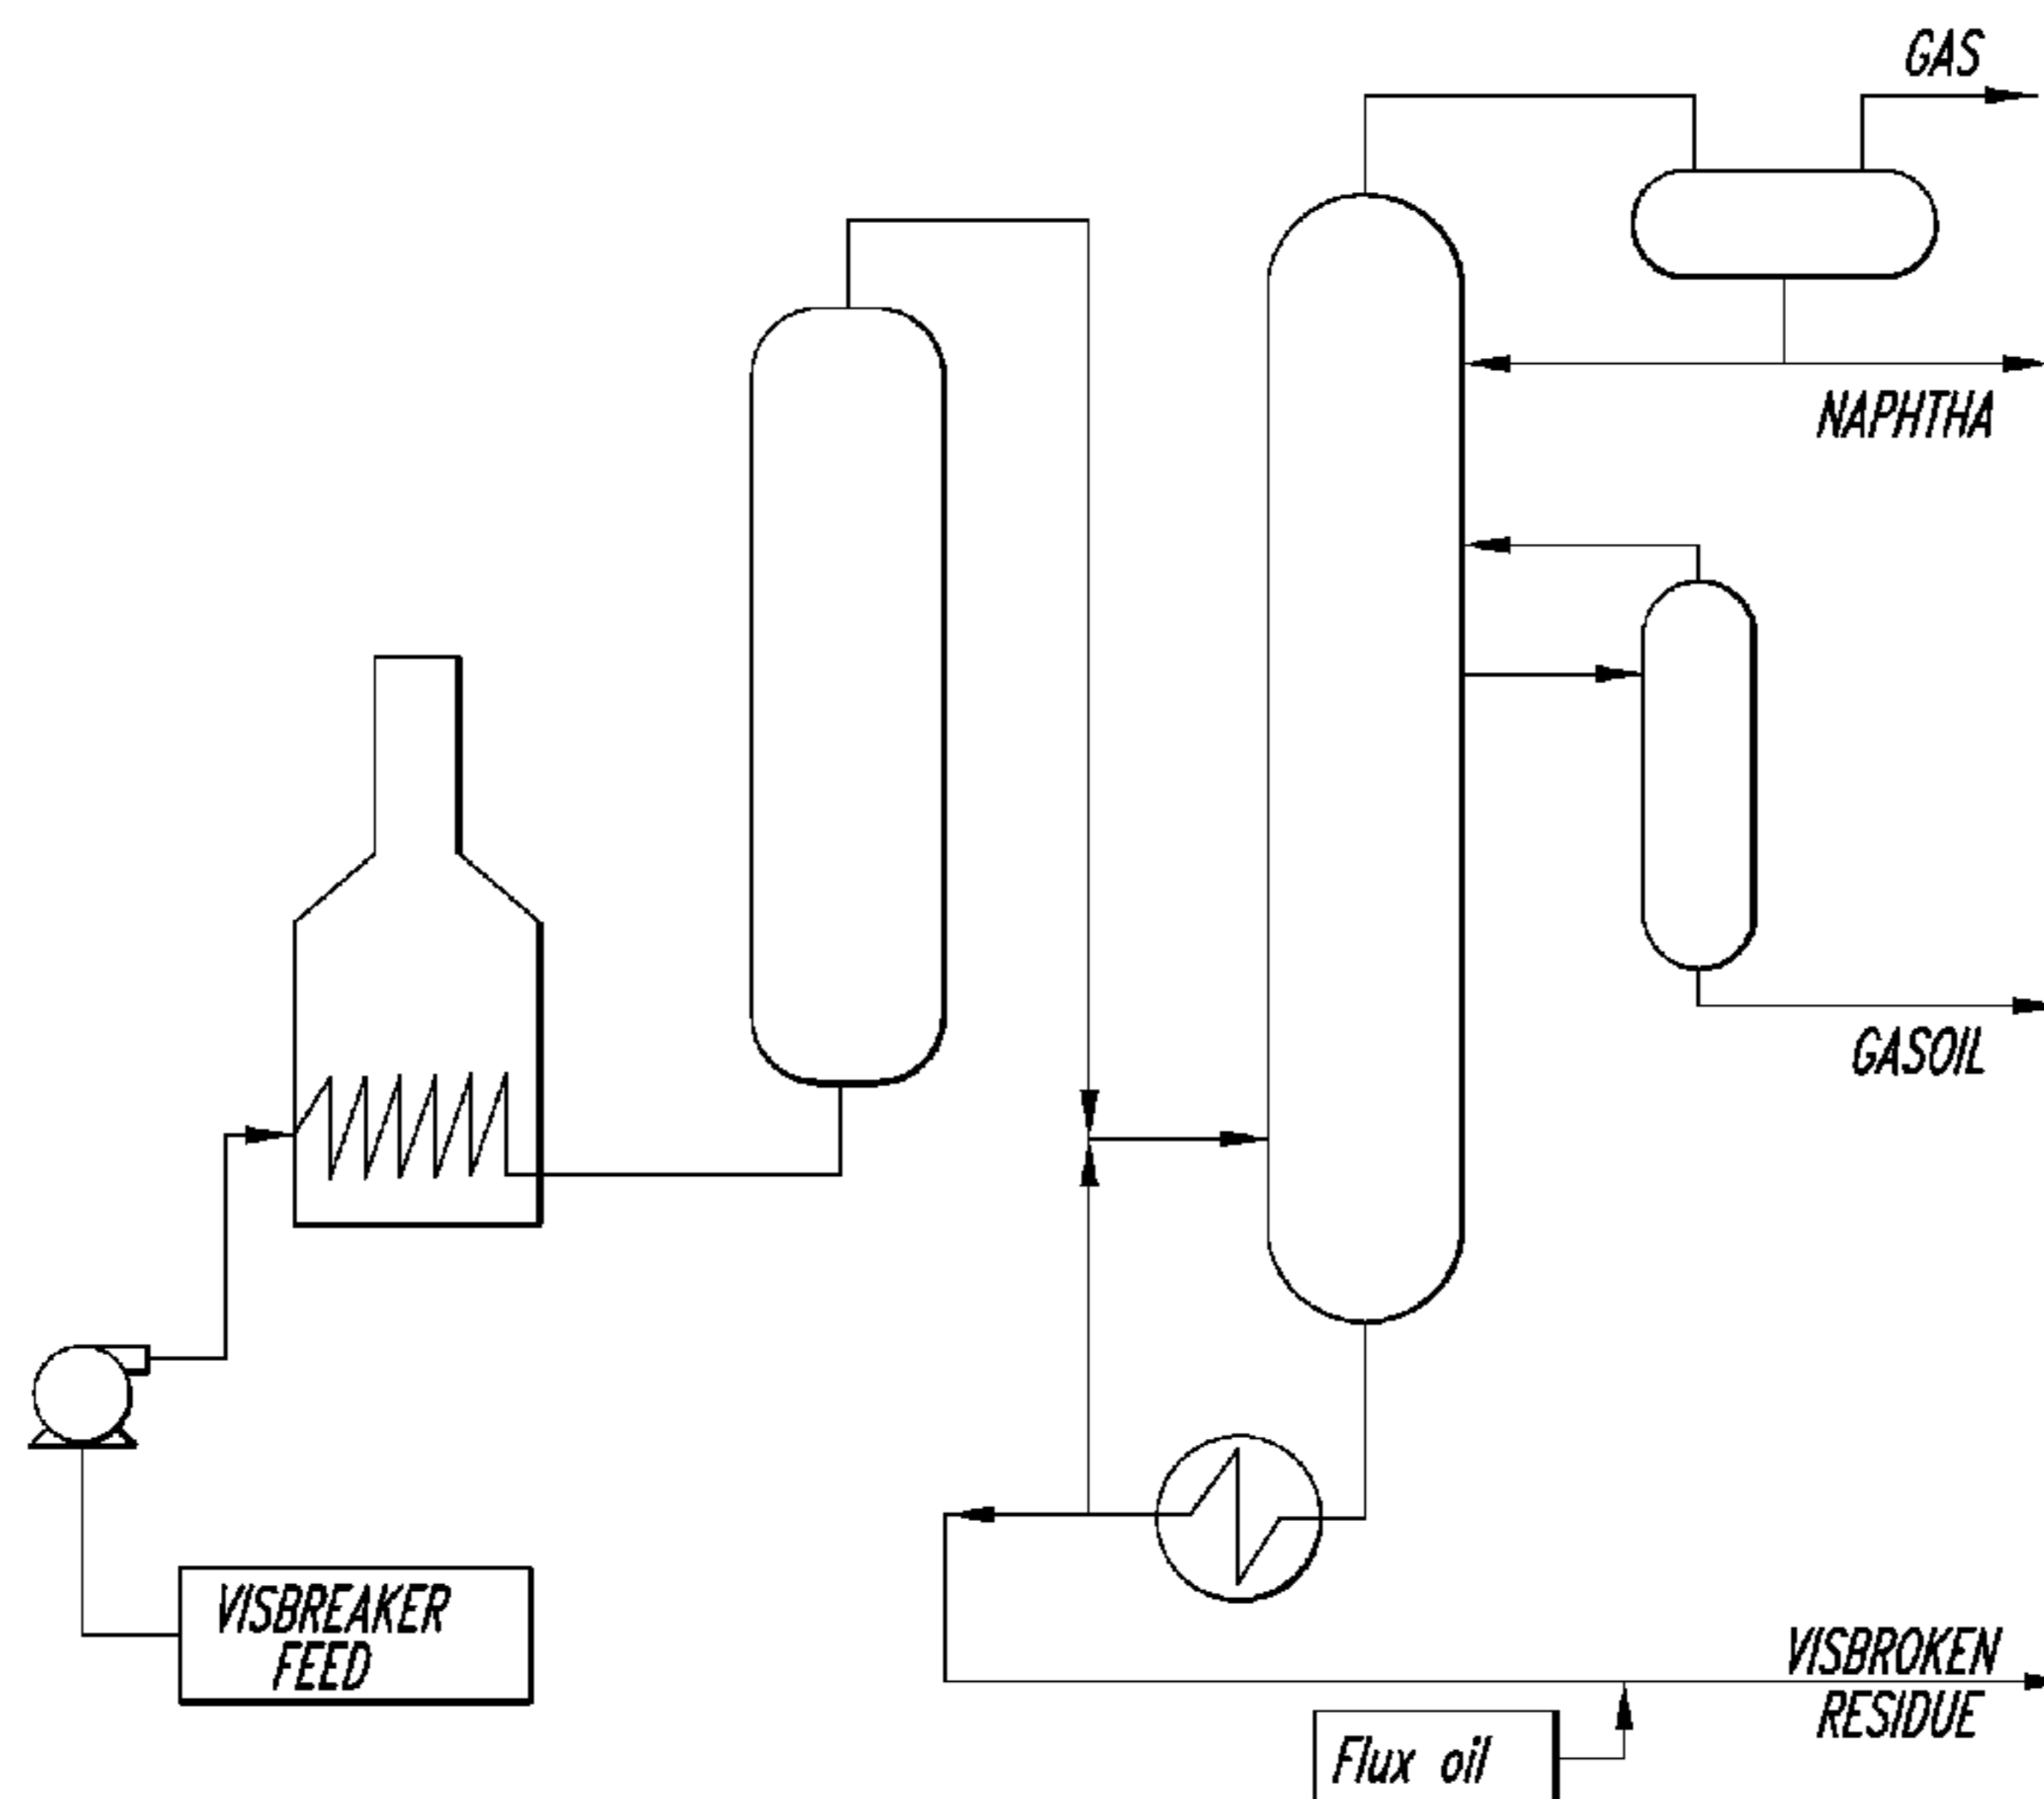 GAS
NAPHTHA
GASOIL
VISBREAKER
FEED
VISBROKEN
RESIDUE
Flux oil